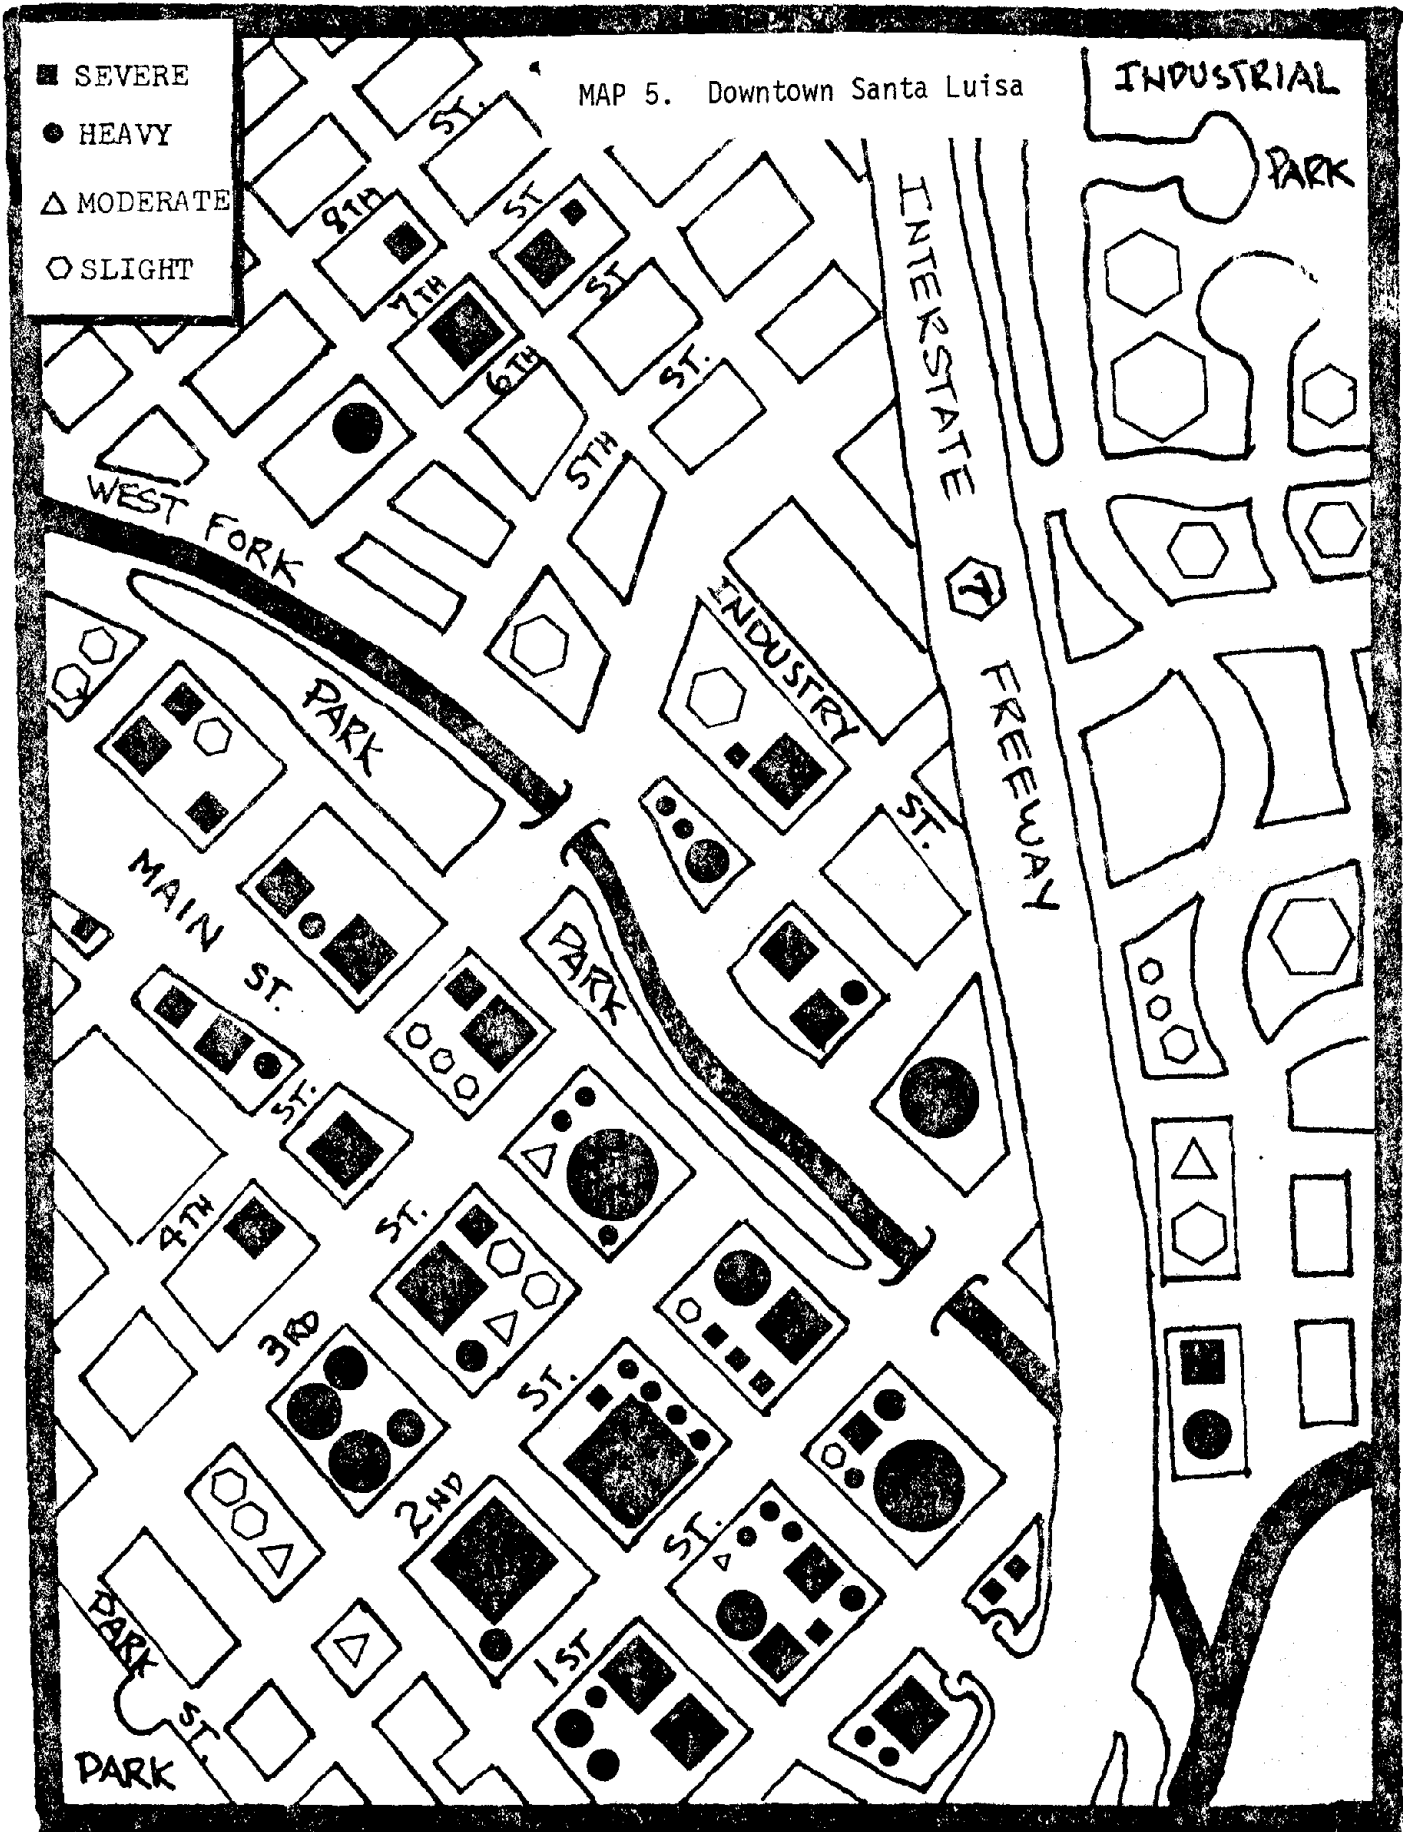 SEVERE
HEAVY
MODERATE
SLIGHT
MAP 5. Downtown Santa Luisa
INDUSTRIAL
PARK
ST.
8TH
ST
7TH
ST
6TH
ST.
5TH
INTERSTATE
7
FREEWAY
WEST FORK
PARK
INDUSTRY
ST.
MAIN ST.
PARK
ST.
4TH
ST.
3RD
ST.
2ND
ST.
1ST
PARK
ST.
PARK